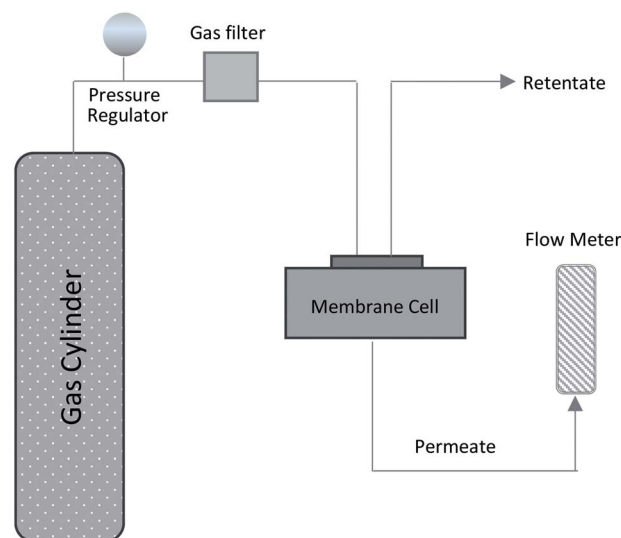 Gas filter
Pressure
Regulator
Retentate
Flow Meter
Membrane Cell
Gas Cylinder
Permeate